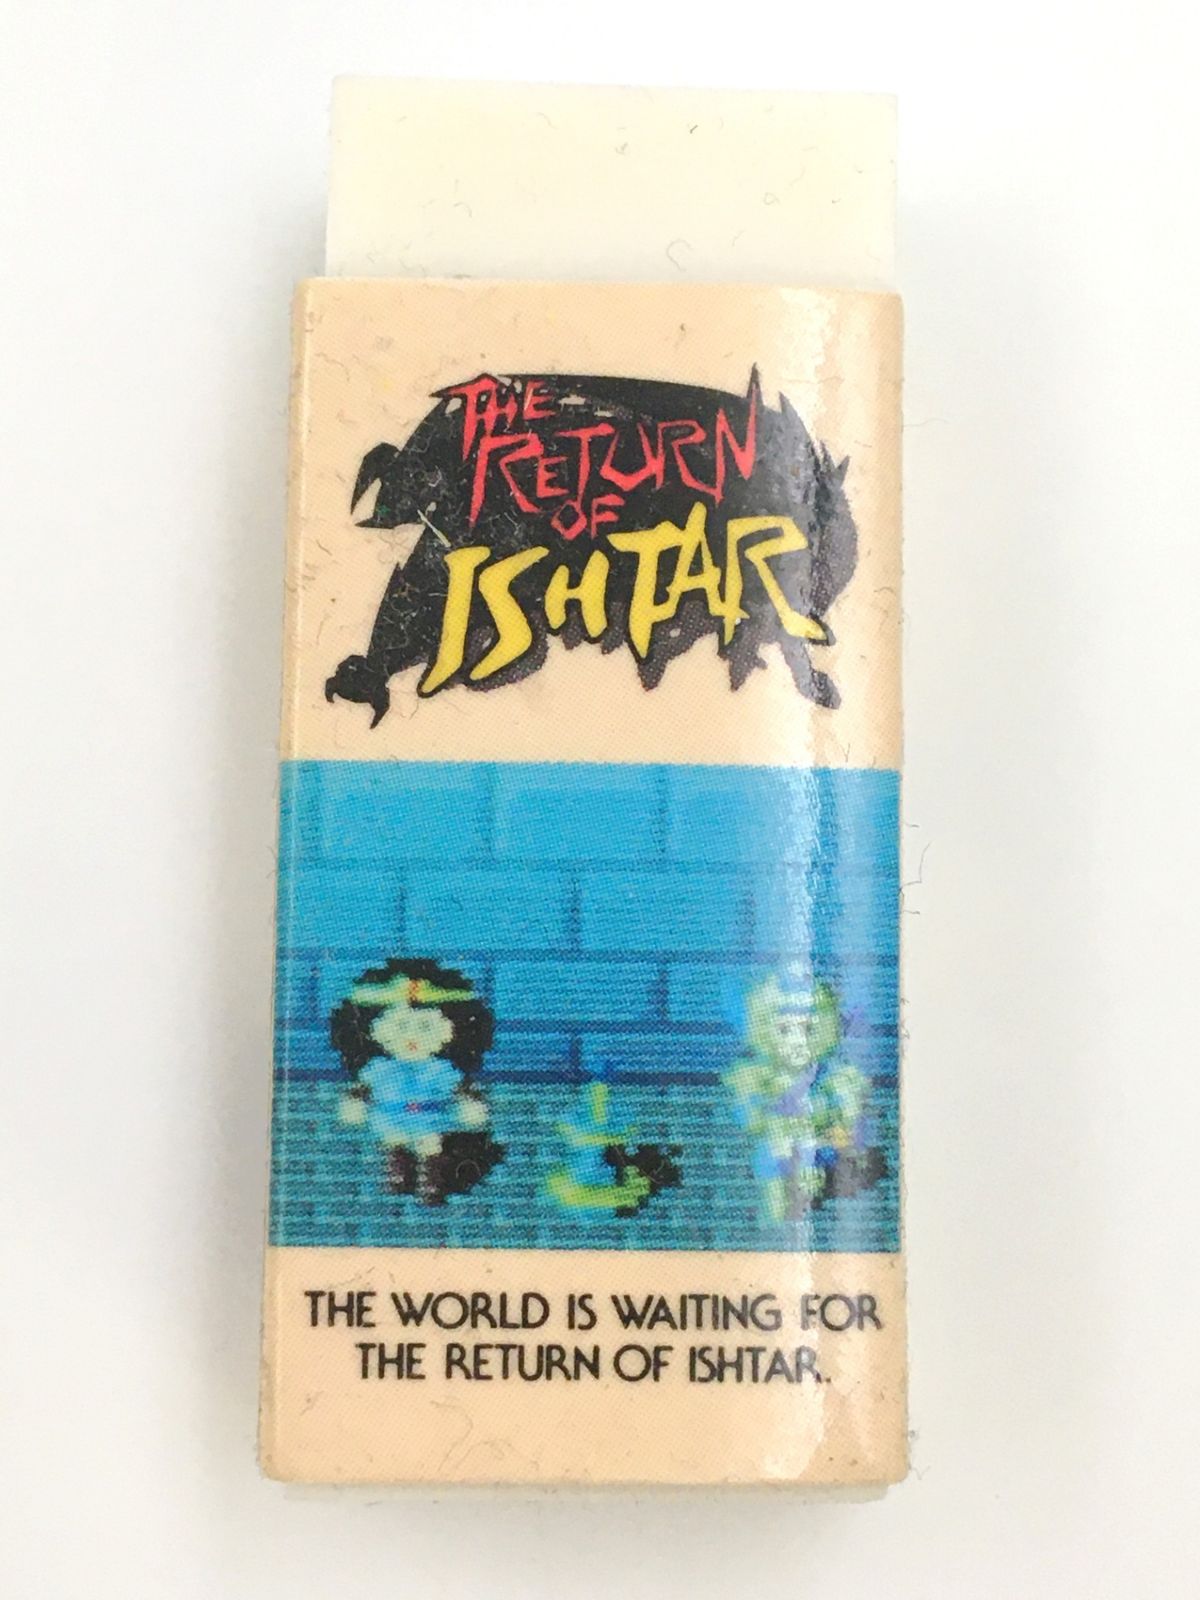 THE
RETURN
OF
ISHTAR
THE WORLD IS WAITING FOR
THE RETURN OF ISHTAR.